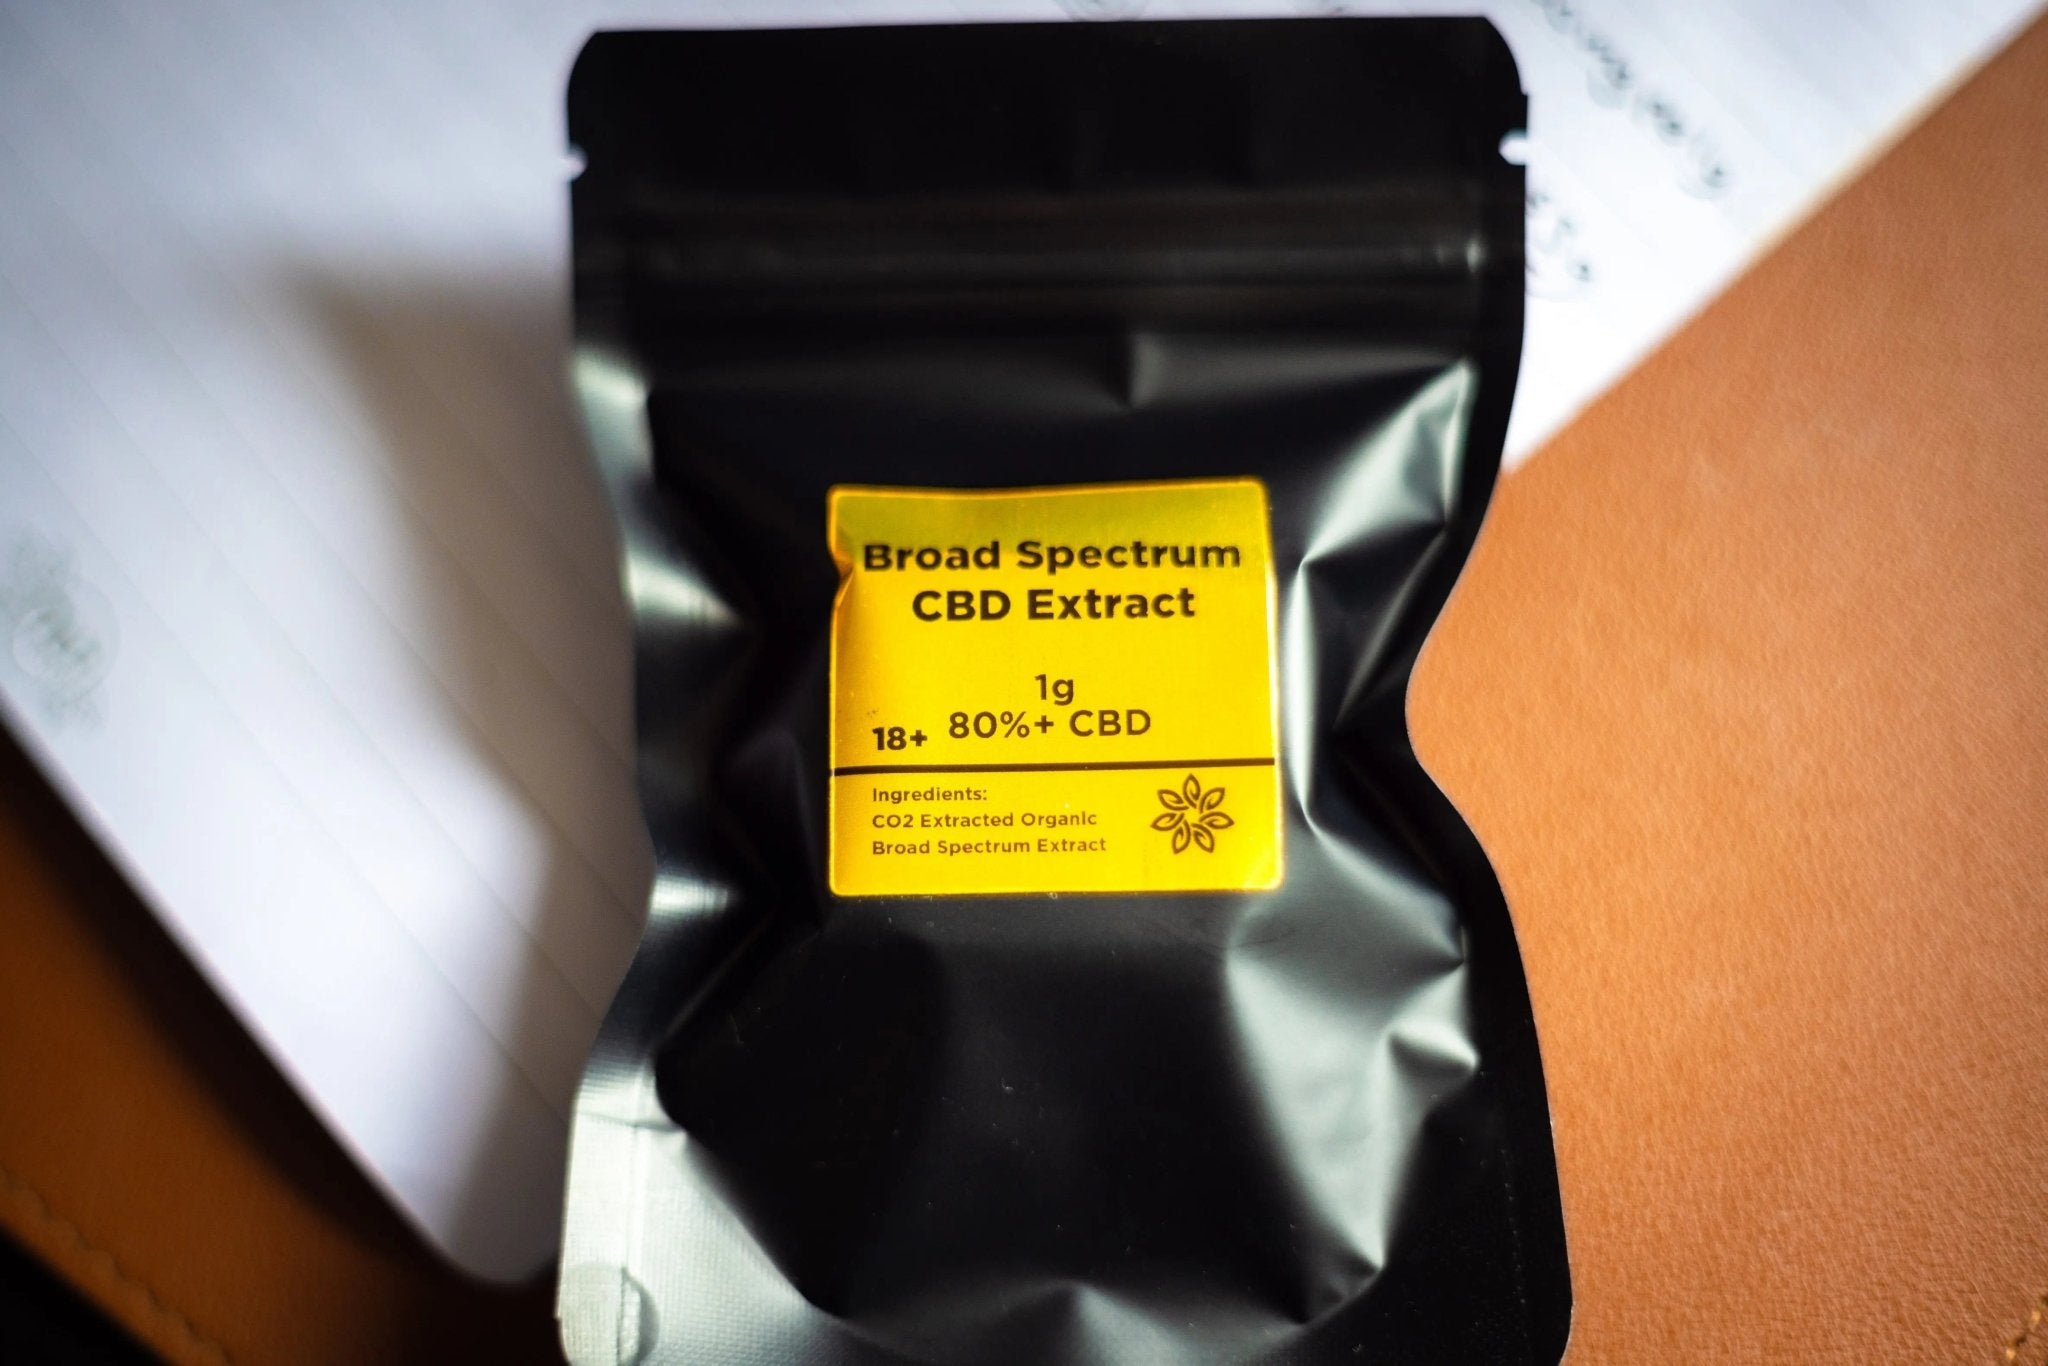 Broad Spectrum
CBD Extract
1g
18+ 80%+ CBD
Ingredients:
CO2 Extracted Organic
Broad Spectrum Extract